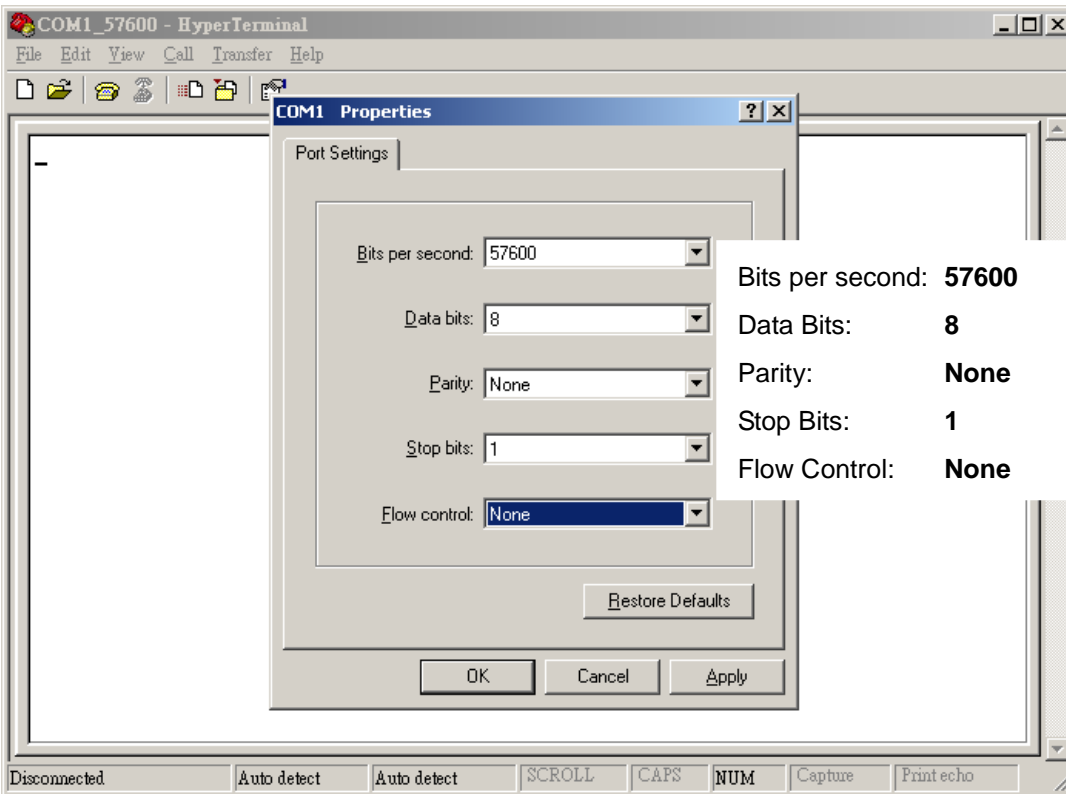 COM1_57600 - HyperTerminal
File Edit View Call Transfer Help
COM1 Properties
Port Settings
Bits per second: 57600
Data bits: 8
Parity: None
Stop bits: 1
Flow control: None
Restore Defaults
OK Cancel Apply
Bits per second: 57600
Data Bits: 8
Parity: None
Stop Bits: 1
Flow Control: None
Disconnected Auto detect Auto detect SCROLL CAPS NUM Capture Print echo